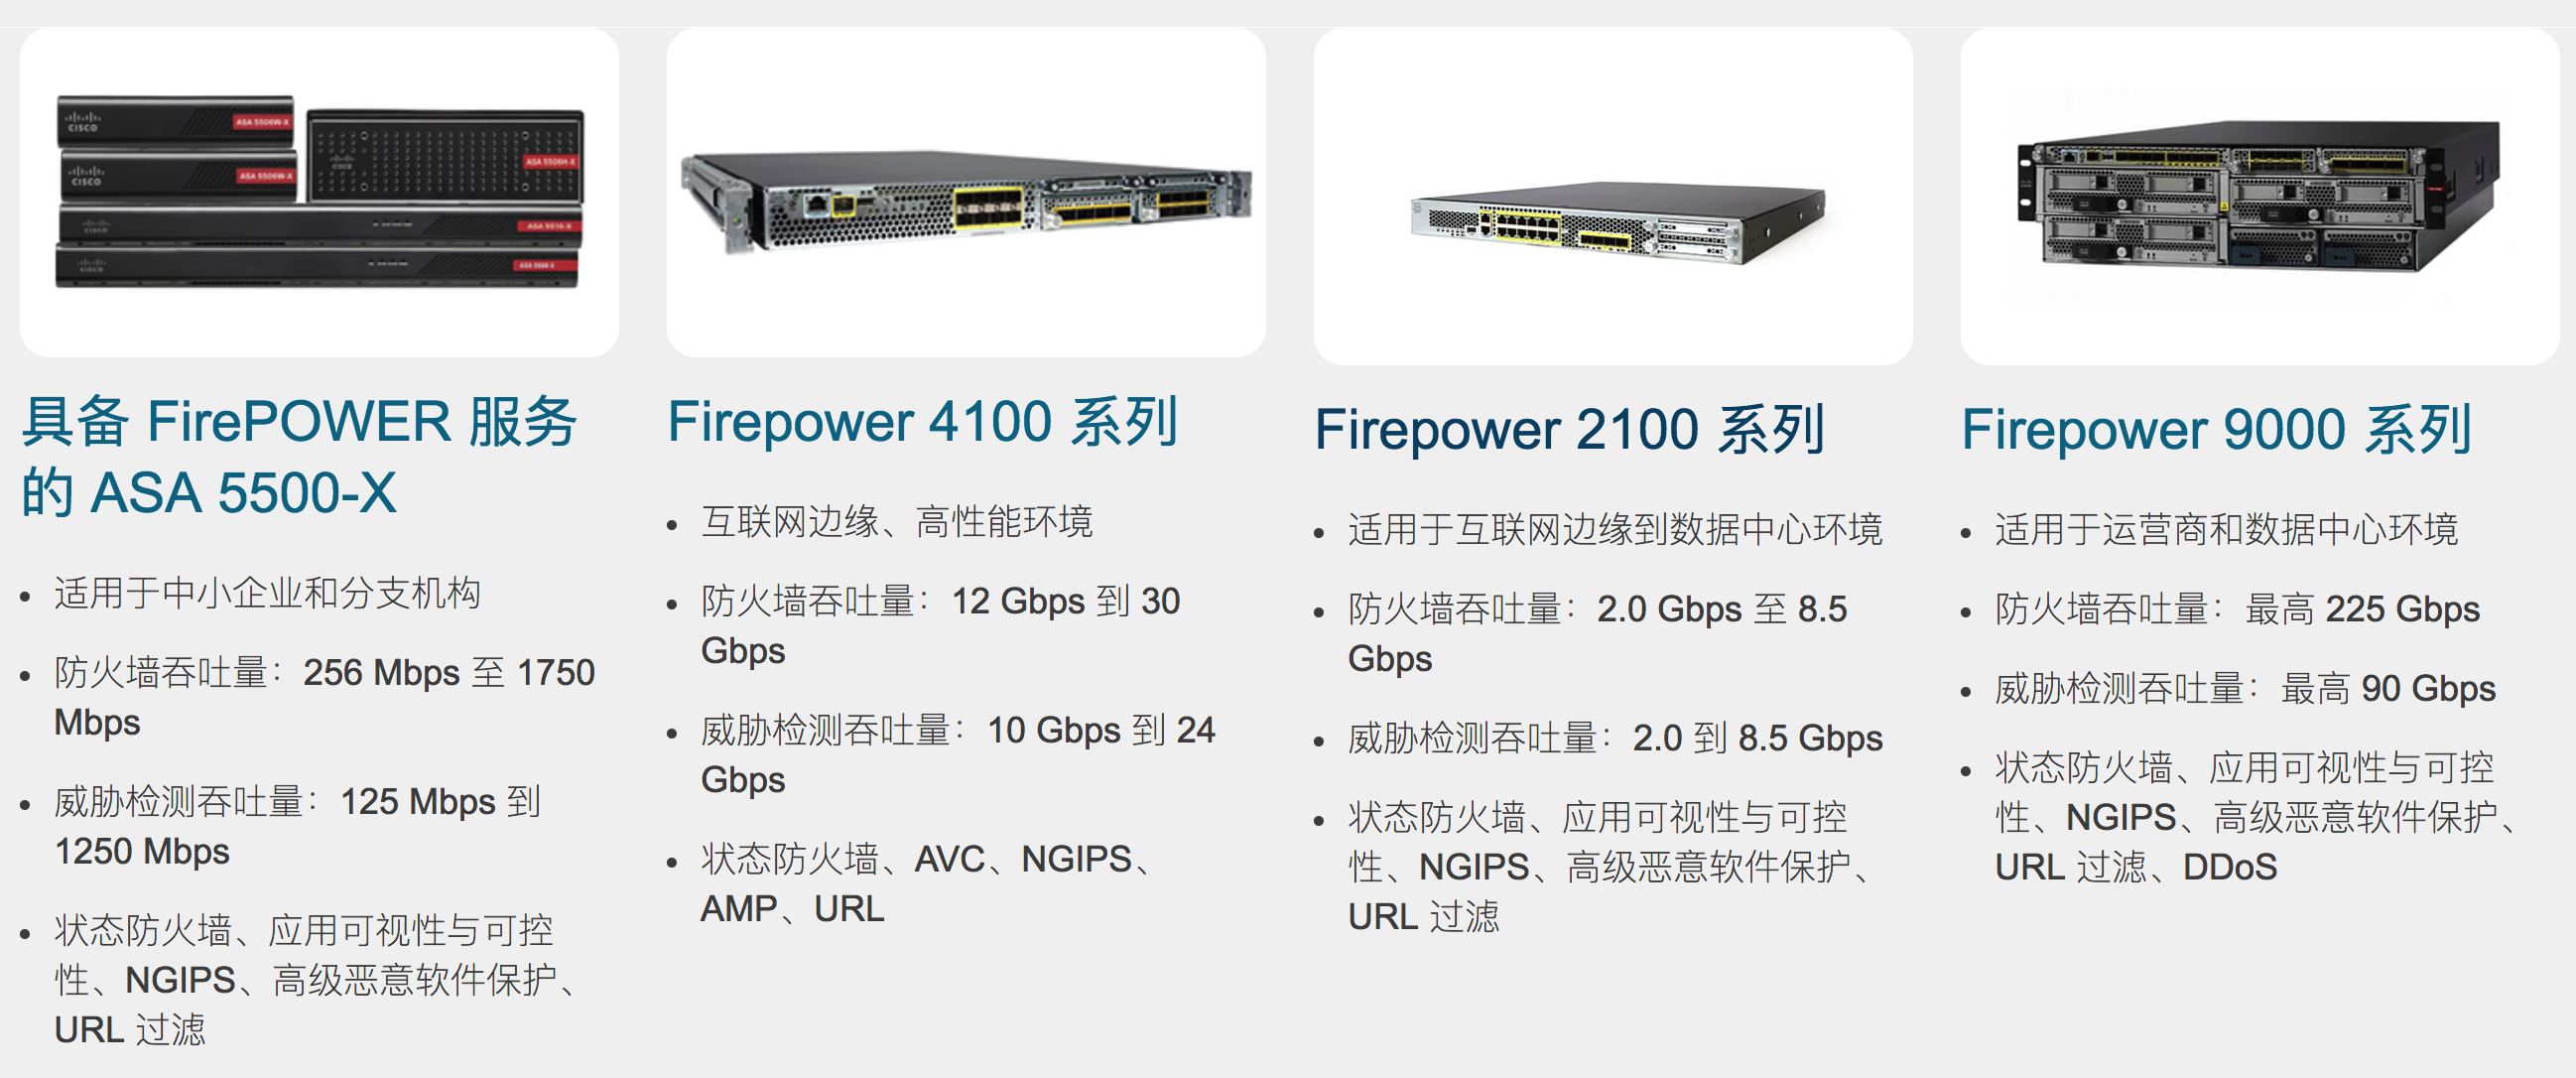 CISCO
ASA 5506W-X
CISCO
ASA 5506W-X
CISCO
ASA 5506H-X
CISCO
CISCO
具备 FirePOWER 服务
的 ASA 5500-X
适用于中小企业和分支机构
防火墙吞吐量：256 Mbps 至 1750
Mbps
威胁检测吞吐量：125 Mbps 到
1250 Mbps
状态防火墙、应用可视性与可控
性、NGIPS、高级恶意软件保护、
URL 过滤
Firepower 4100 系列
互联网边缘、高性能环境
防火墙吞吐量：12 Gbps 到 30
Gbps
威胁检测吞吐量：10 Gbps 到 24
Gbps
状态防火墙、AVC、NGIPS、
AMP、URL
Firepower 2100 系列
适用于互联网边缘到数据中心环境
防火墙吞吐量：2.0 Gbps 至 8.5
Gbps
威胁检测吞吐量：2.0 到 8.5 Gbps
状态防火墙、应用可视性与可控
性、NGIPS、高级恶意软件保护、
URL 过滤
Firepower 9000 系列
适用于运营商和数据中心环境
防火墙吞吐量：最高 225 Gbps
威胁检测吞吐量：最高 90 Gbps
状态防火墙、应用可视性与可控
性、NGIPS、高级恶意软件保护、
URL 过滤、DDoS